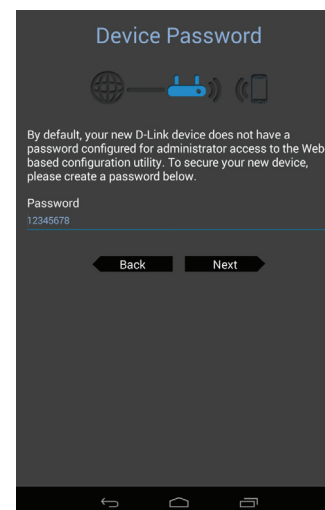 Device Password
By default, your new D-Link device does not have a
password configured for administrator access to the Web
based configuration utility. To secure your new device,
please create a password below.
Password
12345678
Back Next